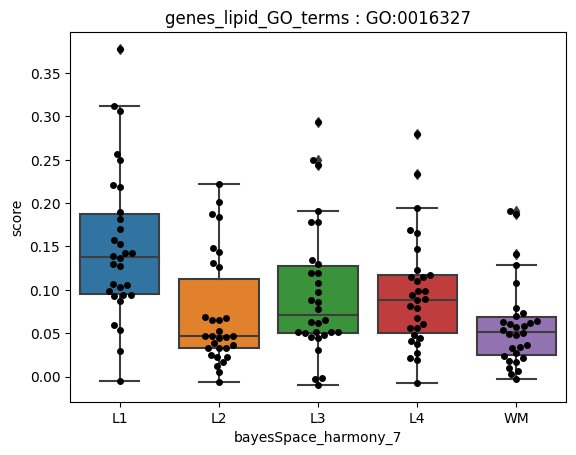 genes_lipid_GO_terms : GO:0016327
0.35
0.30
0.25
0.20
0.15
0.10
0.05
0.00
score
L1 L2 L3 L4 WM
bayesSpace_harmony_7